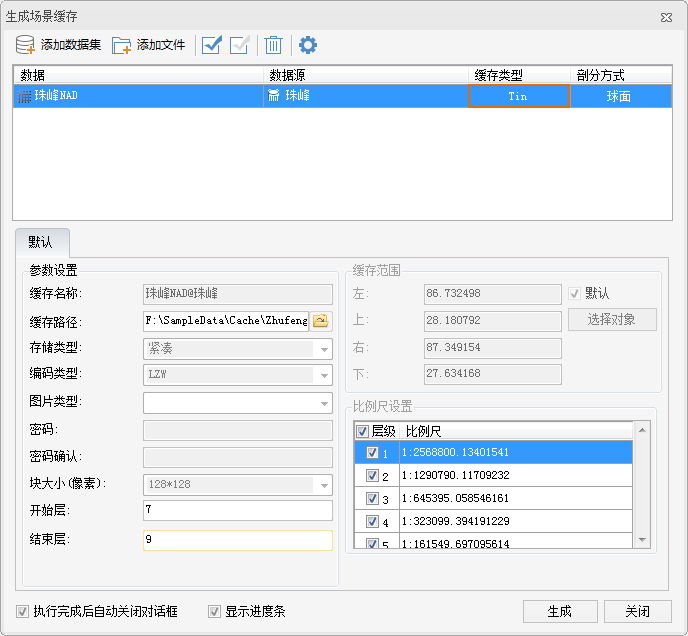 生成场景缓存
添加数据集 添加文件
数据 数据源 缓存类型 剖分方式
珠峰NAD 珠峰 Tin 球面
默认
参数设置
缓存名称: 珠峰NAD@珠峰
缓存路径: F:\SampleData\Cache\Zhufeng
存储类型: 紧凑
编码类型: LZW
图片类型:
密码:
密码确认:
块大小(像素): 128*128
开始层: 7
结束层: 9
缓存范围
左: 86.732498 默认
上: 28.180792 选择对象
右: 87.349154
下: 27.634168
比例尺设置
层级 比例尺
1 1:2568800.13401541
2 1:1290790.11709232
3 1:645395.058546161
4 1:323099.394191229
5 1:161549.697095614
执行完成后自动关闭对话框 显示进度条 生成 关闭